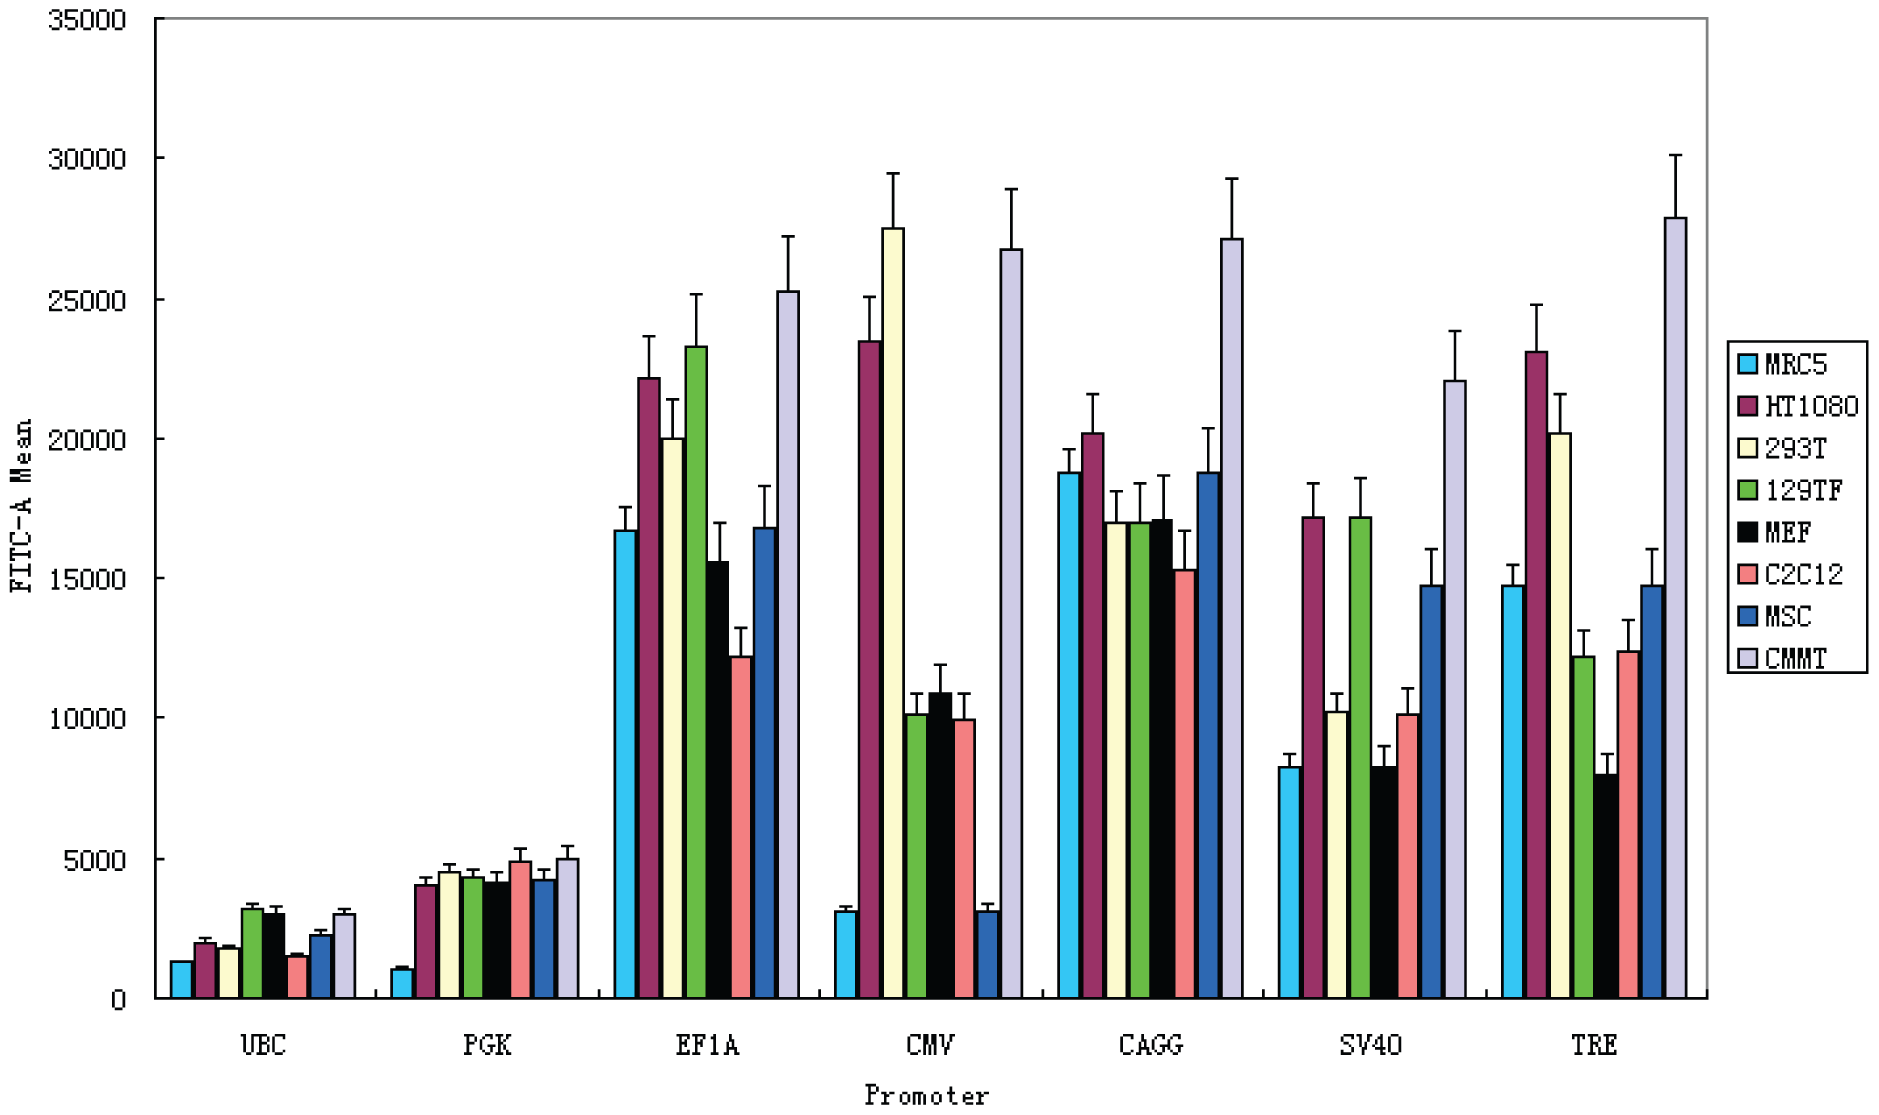 35000
30000
25000
20000
15000
10000
5000
0
FITC-A Mean
UBC PGK EF1A CMV CAGG SV40 TRE
Promoter
MRC5
HT1080
293T
129TF
MEF
C2C12
MSC
CMMT